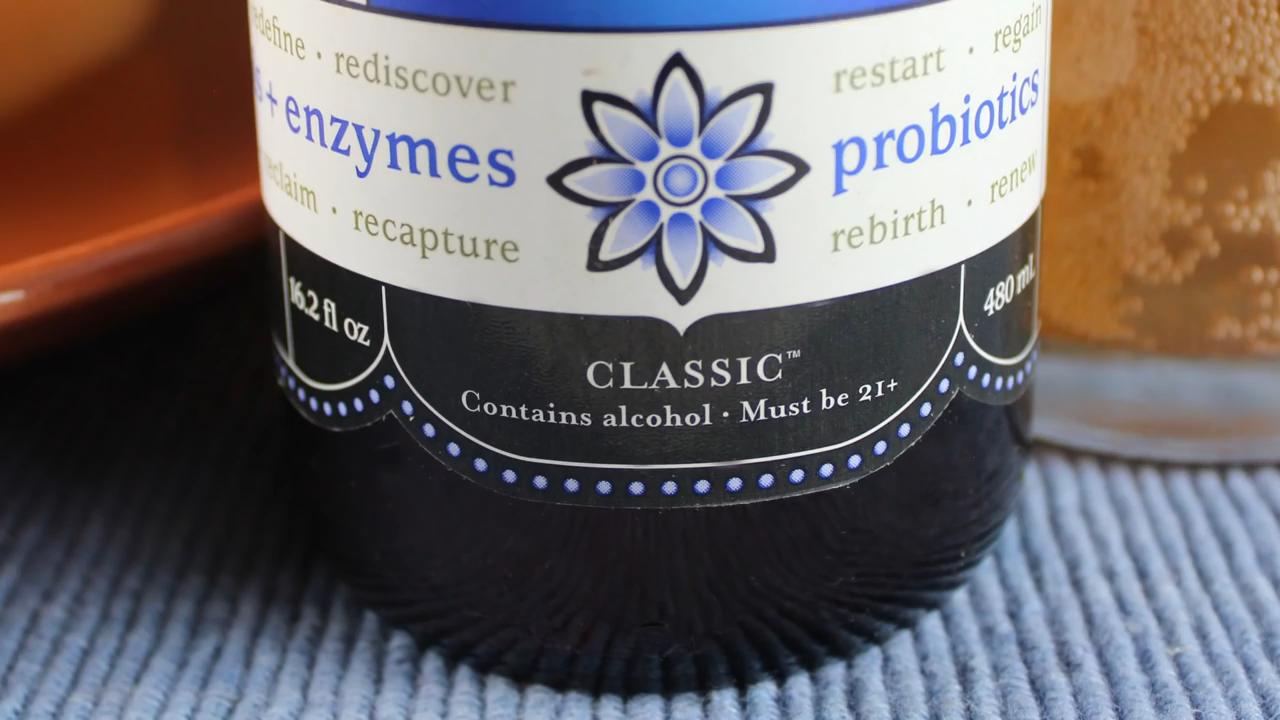 redefine · rediscover
restart · regain
s + enzymes
probiotics
reclaim · recapture
rebirth · renew
16.2 fl oz
480 mL
CLASSIC™
Contains alcohol · Must be 21+